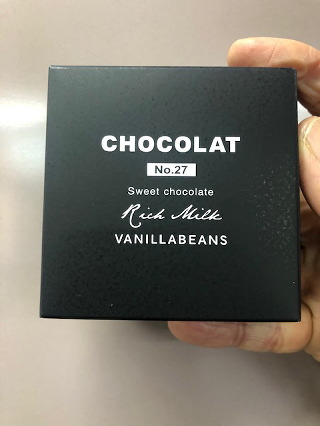 CHOCOLAT
No.27
Sweet chocolate
Rich Milk
VANILLABEANS